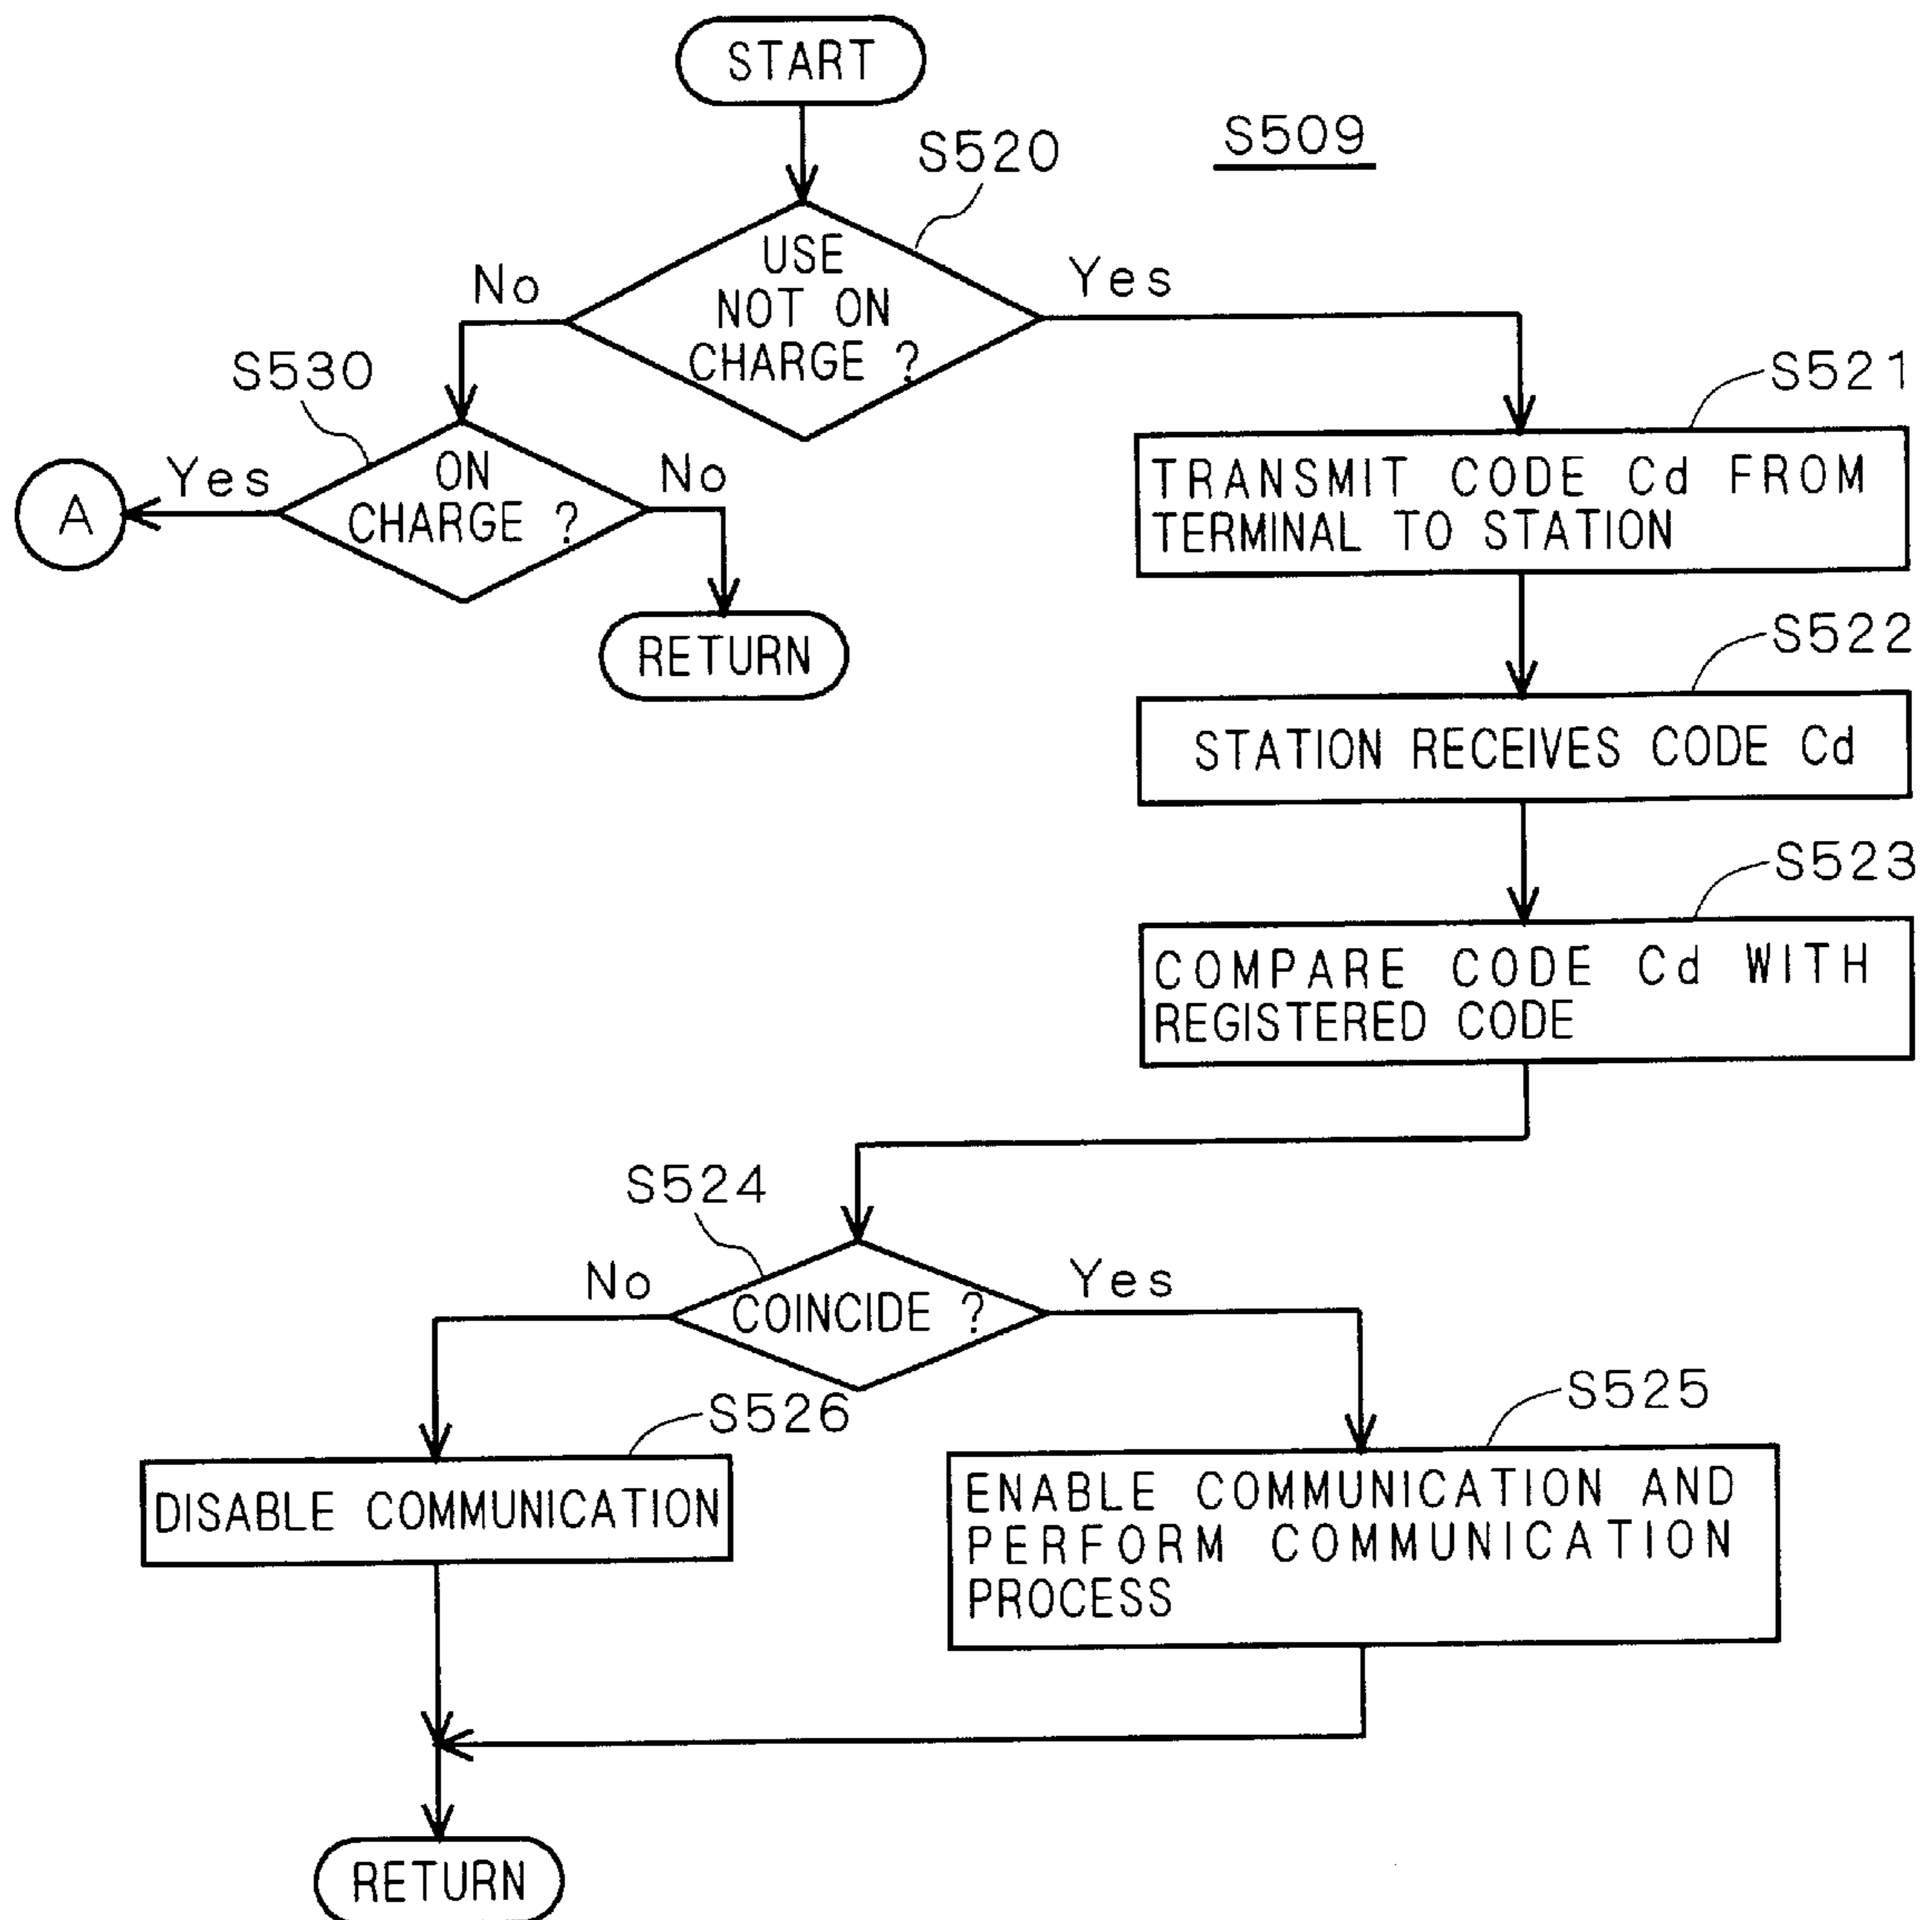 START
S509
S520
USE
NOT ON
CHARGE ?
No
Yes
S530
ON
CHARGE ?
Yes
No
A
RETURN
S521
TRANSMIT CODE Cd FROM
TERMINAL TO STATION
S522
STATION RECEIVES CODE Cd
S523
COMPARE CODE Cd WITH
REGISTERED CODE
S524
COINCIDE ?
No
Yes
S526
DISABLE COMMUNICATION
S525
ENABLE COMMUNICATION AND
PERFORM COMMUNICATION
PROCESS
RETURN